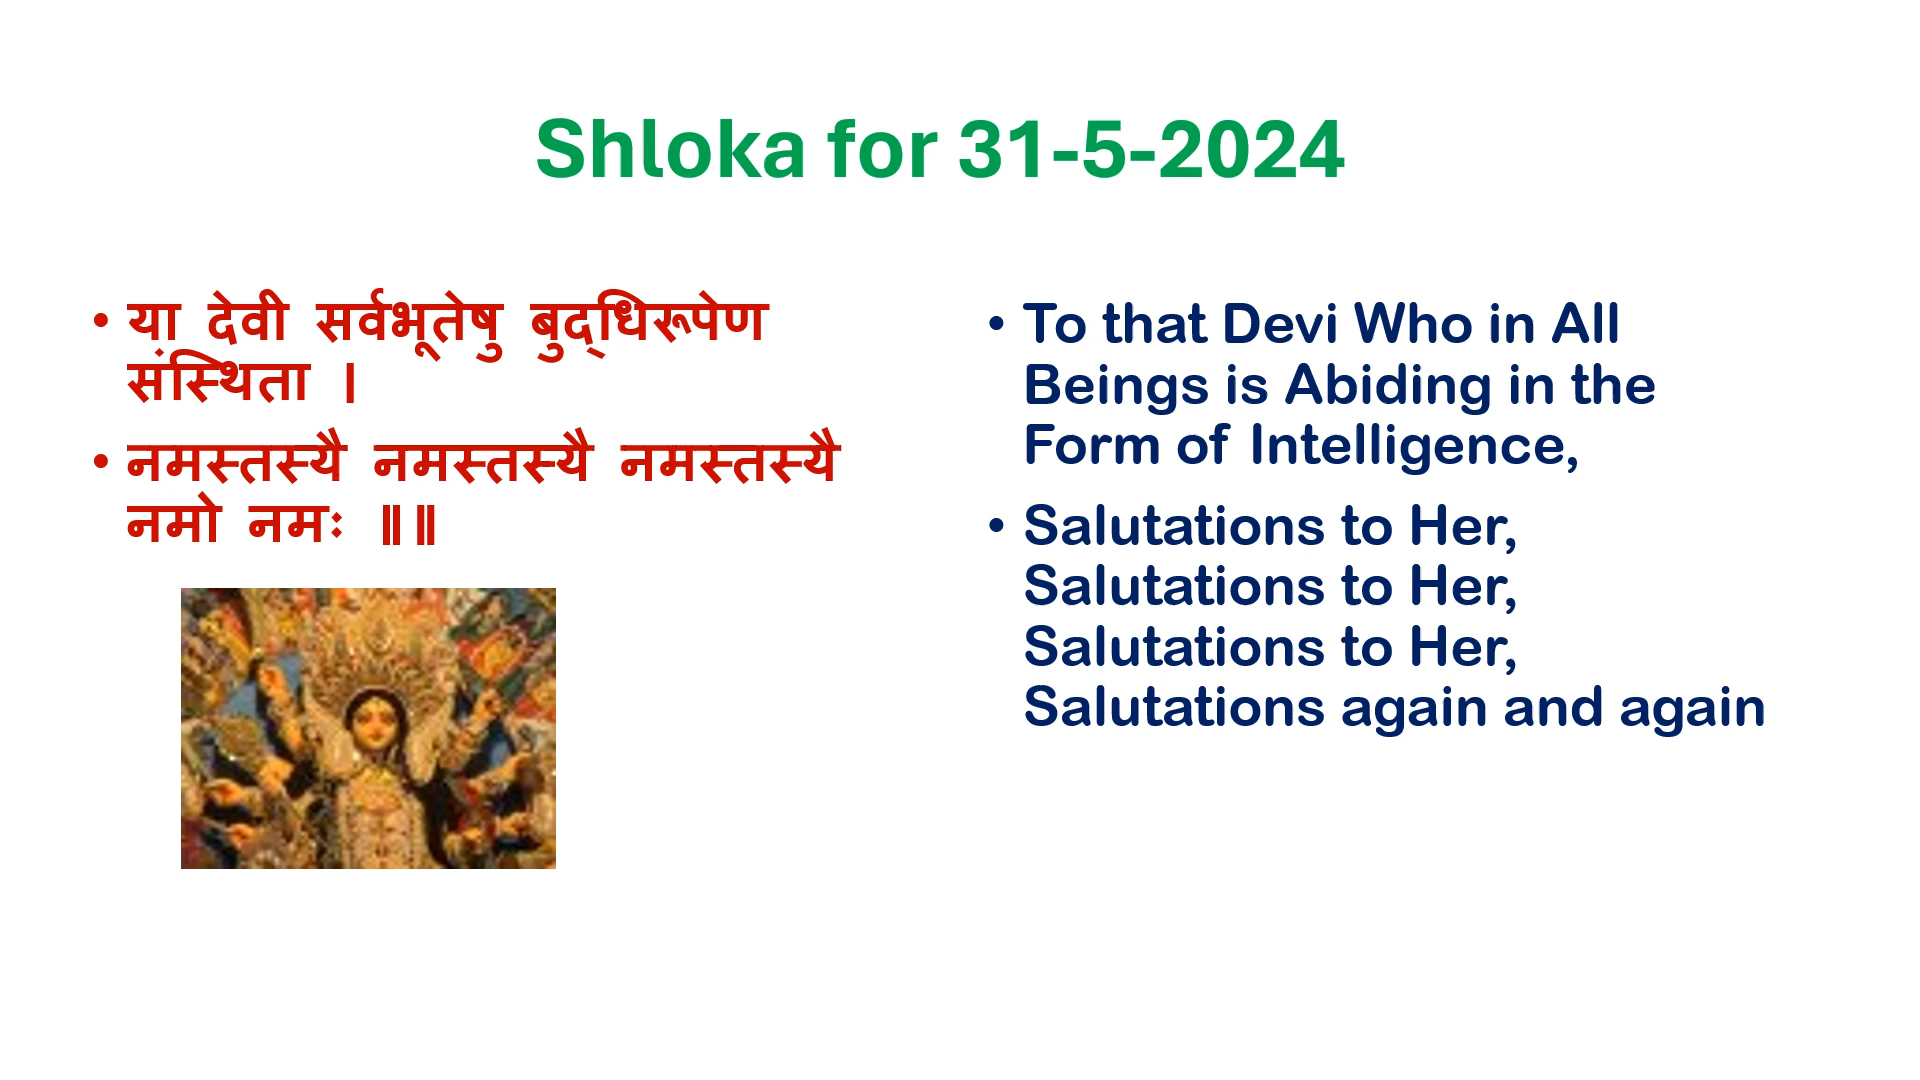 Shloka for 31-5-2024
• या देवी सर्वभूतेषु बुद्‌धिरूपेण
संस्थिता ।
• नमस्तस्यै नमस्तस्यै नमस्तस्यै
नमो नमः ॥॥
• To that Devi Who in All
Beings is Abiding in the
Form of Intelligence,
• Salutations to Her,
Salutations to Her,
Salutations to Her,
Salutations again and again